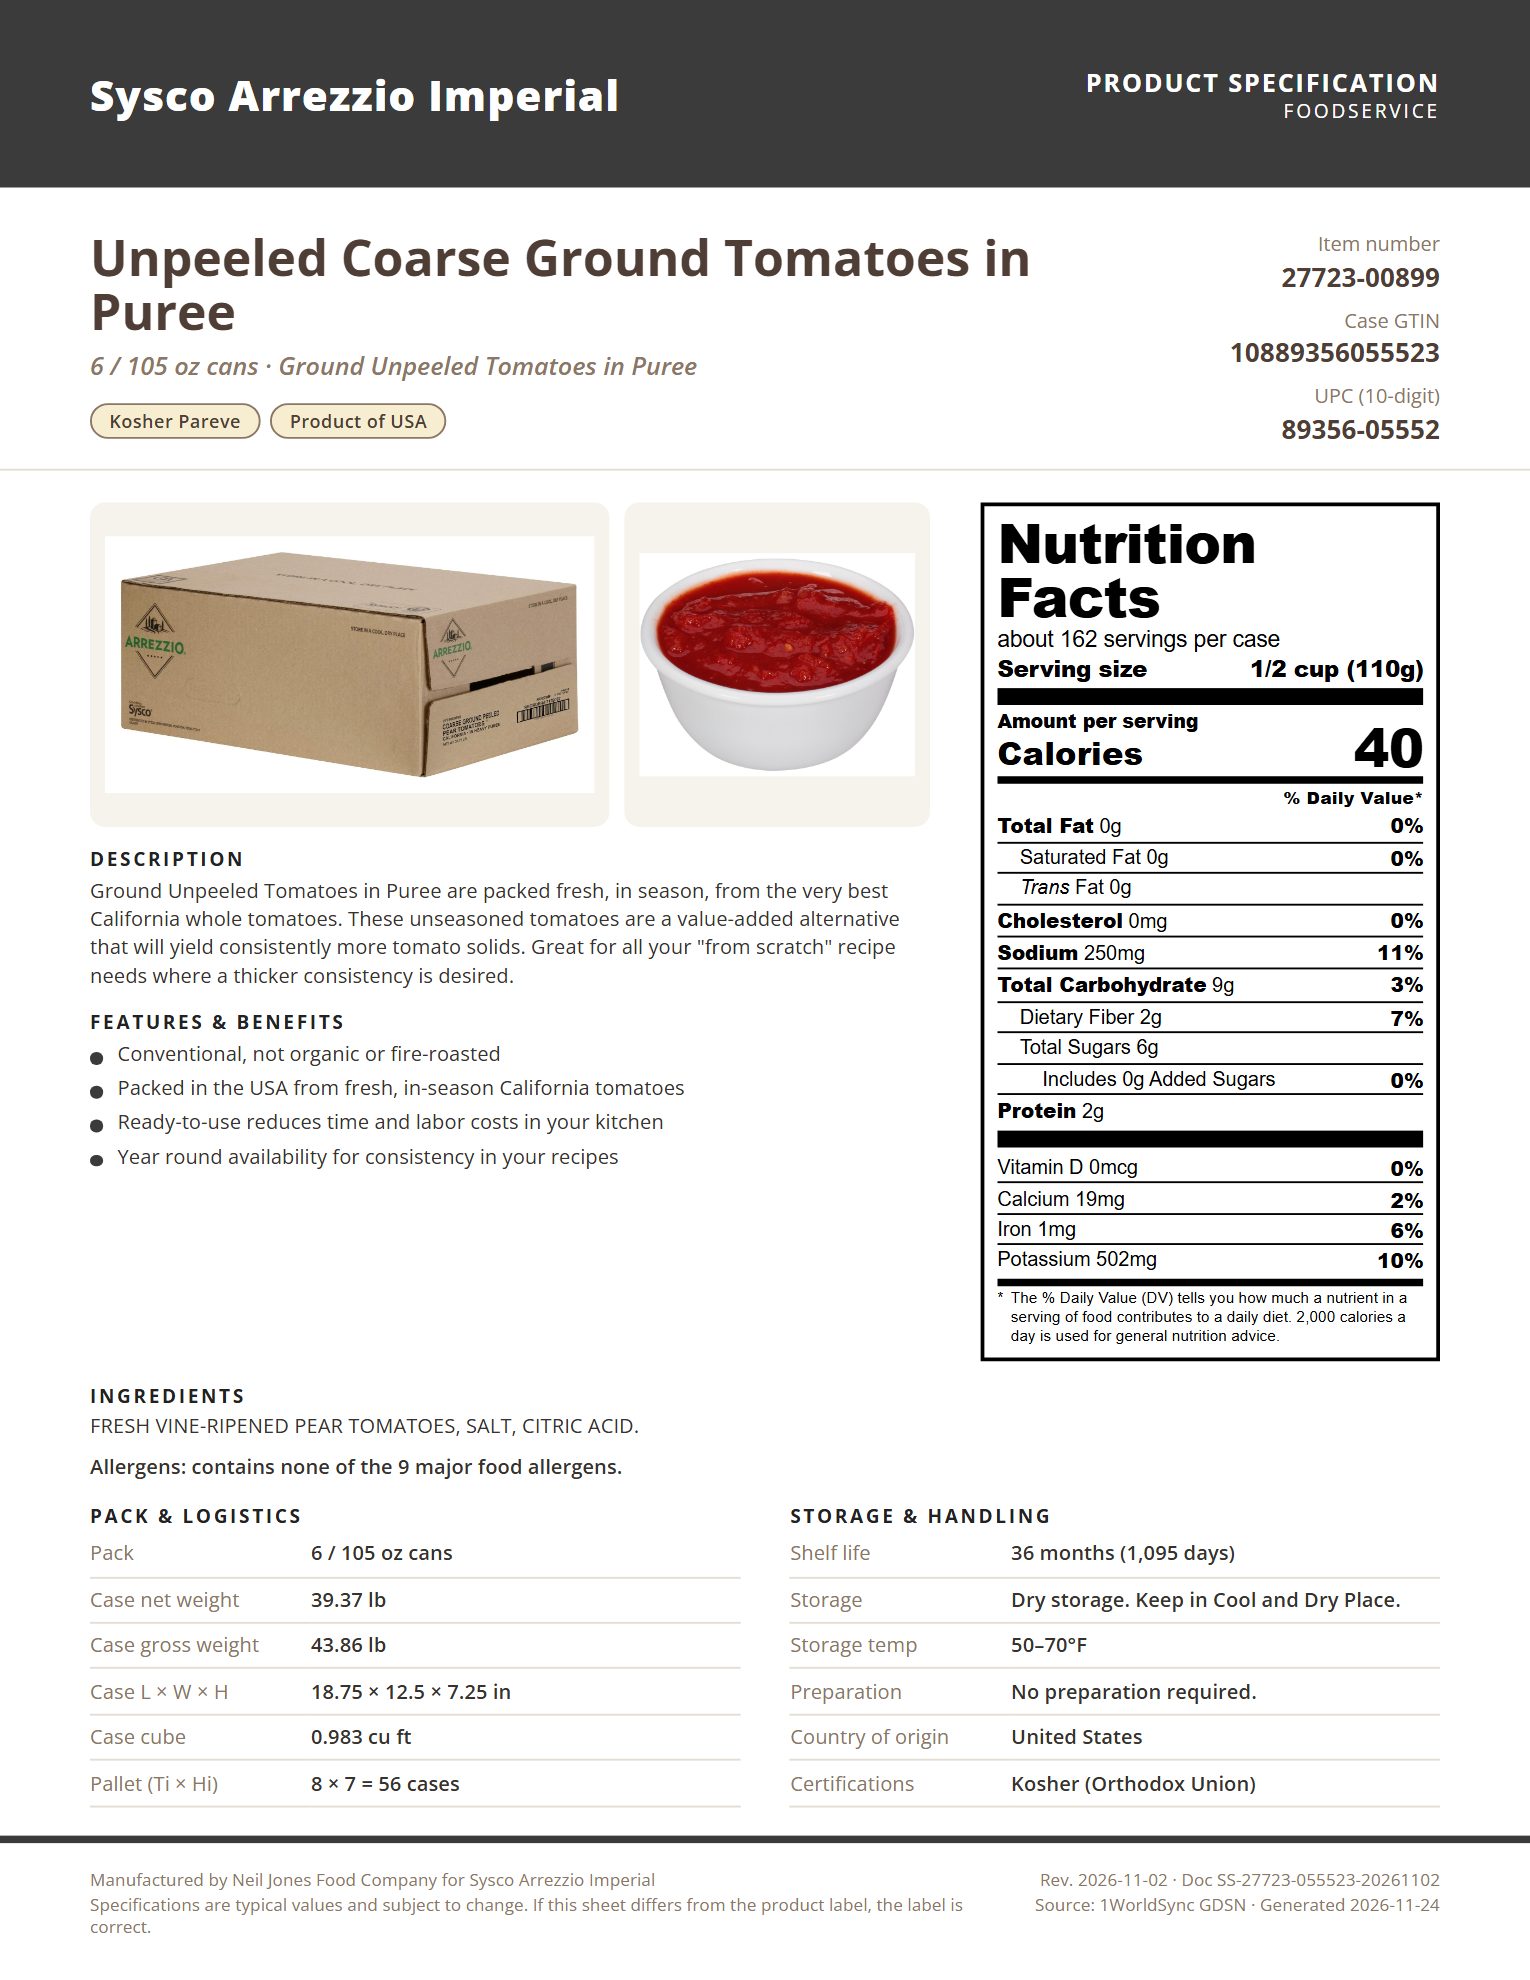 Sysco Arrezzio Imperial
PRODUCT SPECIFICATION
FOODSERVICE
Unpeeled Coarse Ground Tomatoes in
Puree
6 / 105 oz cans · Ground Unpeeled Tomatoes in Puree
Kosher Pareve
Product of USA
Item number
27723-00899
Case GTIN
10889356055523
UPC (10-digit)
89356-05552
ARREZZIO
STORE IN A COOL, DRY PLACE
Sysco
ARREZZIO
COARSE GROUND PEELED
PEAR TOMATOES
DESCRIPTION
Ground Unpeeled Tomatoes in Puree are packed fresh, in season, from the very best
California whole tomatoes. These unseasoned tomatoes are a value-added alternative
that will yield consistently more tomato solids. Great for all your "from scratch" recipe
needs where a thicker consistency is desired.
FEATURES & BENEFITS
Conventional, not organic or fire-roasted
Packed in the USA from fresh, in-season California tomatoes
Ready-to-use reduces time and labor costs in your kitchen
Year round availability for consistency in your recipes
Nutrition
Facts
about 162 servings per case
Serving size 1/2 cup (110g)
Amount per serving
Calories 40
% Daily Value*
Total Fat 0g 0%
Saturated Fat 0g 0%
Trans Fat 0g
Cholesterol 0mg 0%
Sodium 250mg 11%
Total Carbohydrate 9g 3%
Dietary Fiber 2g 7%
Total Sugars 6g
Includes 0g Added Sugars 0%
Protein 2g
Vitamin D 0mcg 0%
Calcium 19mg 2%
Iron 1mg 6%
Potassium 502mg 10%
* The % Daily Value (DV) tells you how much a nutrient in a
serving of food contributes to a daily diet. 2,000 calories a
day is used for general nutrition advice.
INGREDIENTS
FRESH VINE-RIPENED PEAR TOMATOES, SALT, CITRIC ACID.
Allergens: contains none of the 9 major food allergens.
PACK & LOGISTICS
Pack 6 / 105 oz cans
Case net weight 39.37 lb
Case gross weight 43.86 lb
Case L × W × H 18.75 × 12.5 × 7.25 in
Case cube 0.983 cu ft
Pallet (Ti × Hi) 8 × 7 = 56 cases
STORAGE & HANDLING
Shelf life 36 months (1,095 days)
Storage Dry storage. Keep in Cool and Dry Place.
Storage temp 50–70°F
Preparation No preparation required.
Country of origin United States
Certifications Kosher (Orthodox Union)
Manufactured by Neil Jones Food Company for Sysco Arrezzio Imperial
Specifications are typical values and subject to change. If this sheet differs from the product label, the label is
correct.
Rev. 2026-11-02 · Doc SS-27723-055523-20261102
Source: 1WorldSync GDSN · Generated 2026-11-24